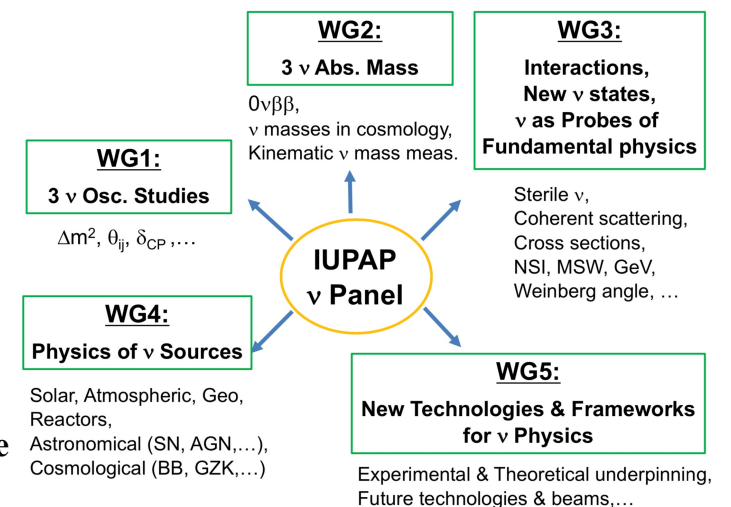 WG2:
3 ν Abs. Mass
0νββ,
ν masses in cosmology,
Kinematic ν mass meas.
WG3:
Interactions,
New ν states,
ν as Probes of
Fundamental physics
Sterile ν,
Coherent scattering,
Cross sections,
NSI, MSW, GeV,
Weinberg angle, …
WG1:
3 ν Osc. Studies
Δm², θij, δCP ,…
IUPAP
ν Panel
WG4:
Physics of ν Sources
Solar, Atmospheric, Geo,
Reactors,
Astronomical (SN, AGN,…),
Cosmological (BB, GZK,…)
WG5:
New Technologies & Frameworks
for ν Physics
Experimental & Theoretical underpinning,
Future technologies & beams,…